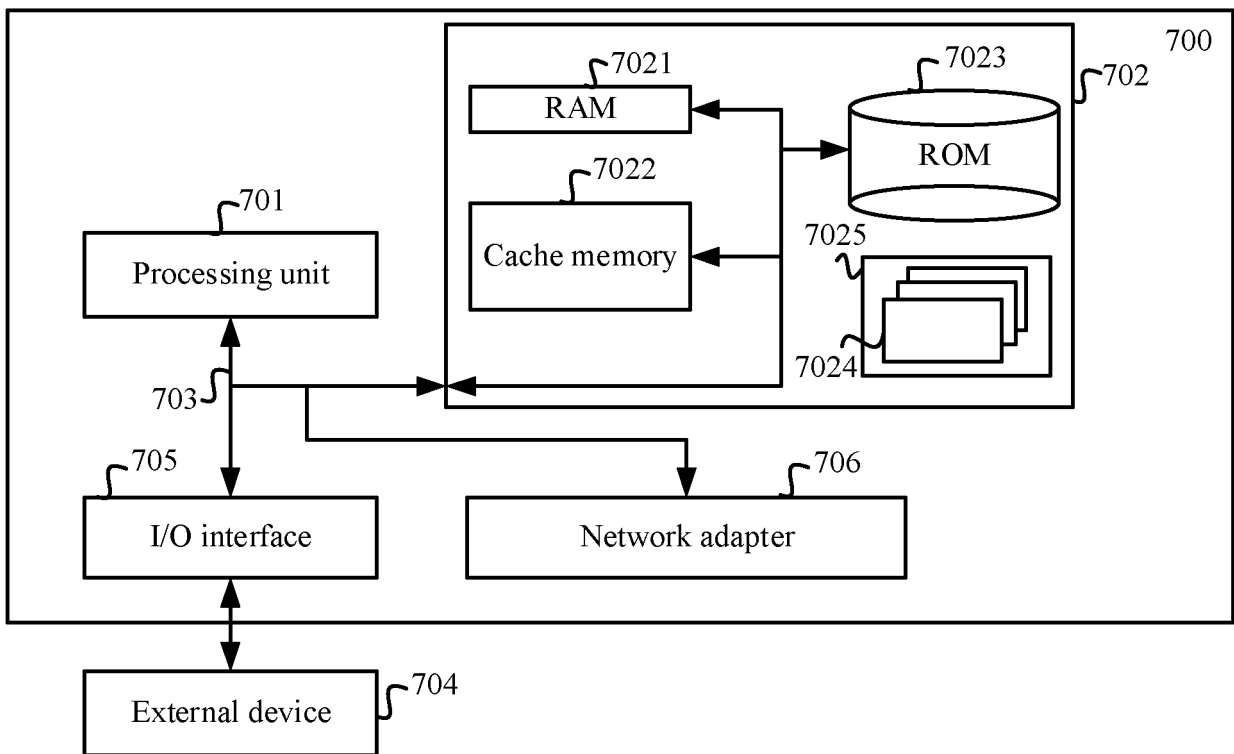 700
702
7021
RAM
7023
ROM
7022
Cache memory
701
Processing unit
7025
7024
703
705
I/O interface
706
Network adapter
704
External device